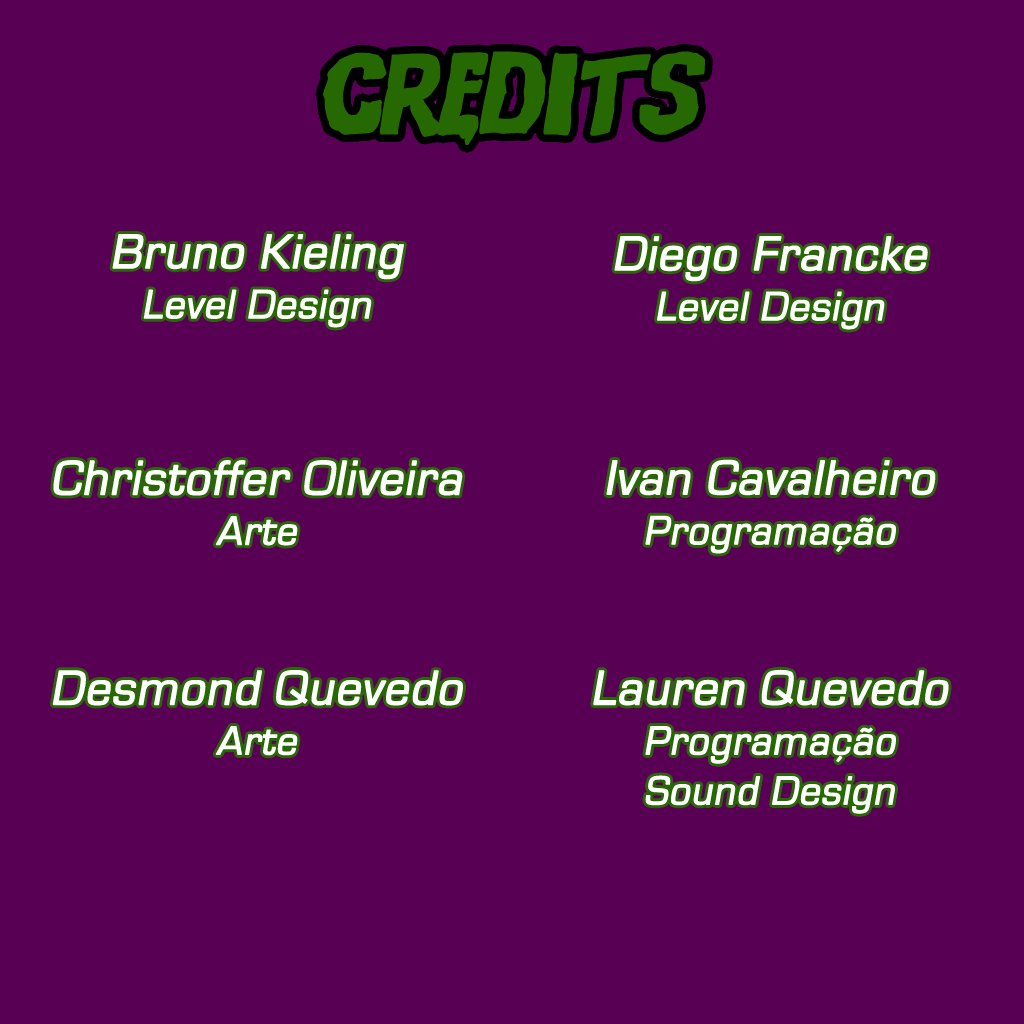 CREDITS
Bruno Kieling
Level Design
Diego Francke
Level Design
Christoffer Oliveira
Arte
Ivan Cavalheiro
Programação
Desmond Quevedo
Arte
Lauren Quevedo
Programação
Sound Design